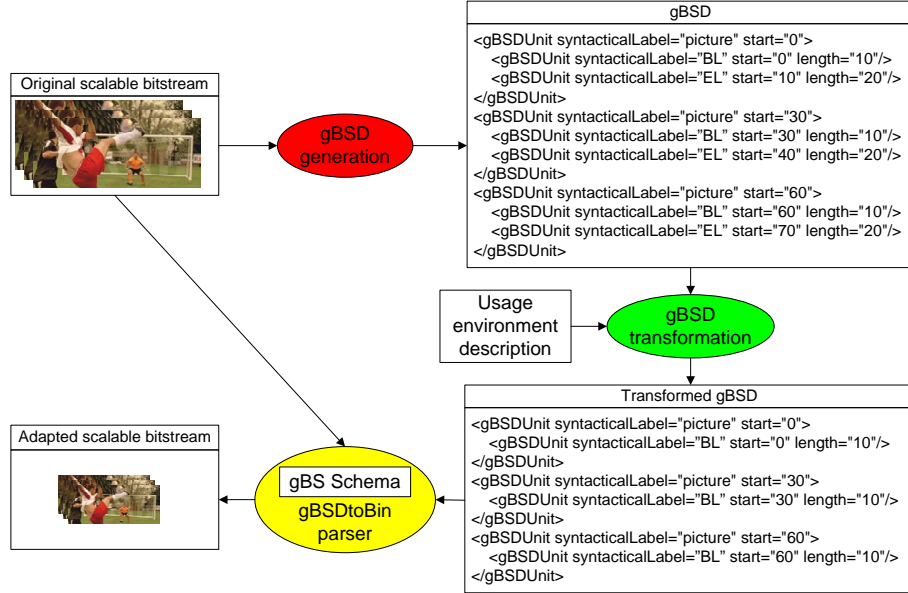 gBSD
<gBSDUnit syntacticalLabel="picture" start="0">
<gBSDUnit syntacticalLabel=”BL” start="0" length="10"/>
<gBSDUnit syntacticalLabel=”EL” start="10" length="20"/>
</gBSDUnit>
<gBSDUnit syntacticalLabel="picture" start="30">
<gBSDUnit syntacticalLabel=”BL” start="30" length="10"/>
<gBSDUnit syntacticalLabel=”EL” start="40" length="20"/>
</gBSDUnit>
<gBSDUnit syntacticalLabel="picture" start="60">
<gBSDUnit syntacticalLabel=”BL” start="60" length="10"/>
<gBSDUnit syntacticalLabel=”EL” start="70" length="20"/>
</gBSDUnit>
Original scalable bitstream
gBSD
generation
Usage
environment
description
gBSD
transformation
Transformed gBSD
<gBSDUnit syntacticalLabel="picture" start="0">
<gBSDUnit syntacticalLabel=”BL” start="0" length="10"/>
</gBSDUnit>
<gBSDUnit syntacticalLabel="picture" start="30">
<gBSDUnit syntacticalLabel=”BL” start="30" length="10"/>
</gBSDUnit>
<gBSDUnit syntacticalLabel="picture" start="60">
<gBSDUnit syntacticalLabel=”BL” start="60" length="10"/>
</gBSDUnit>
Adapted scalable bitstream
gBS Schema
gBSDtoBin
parser